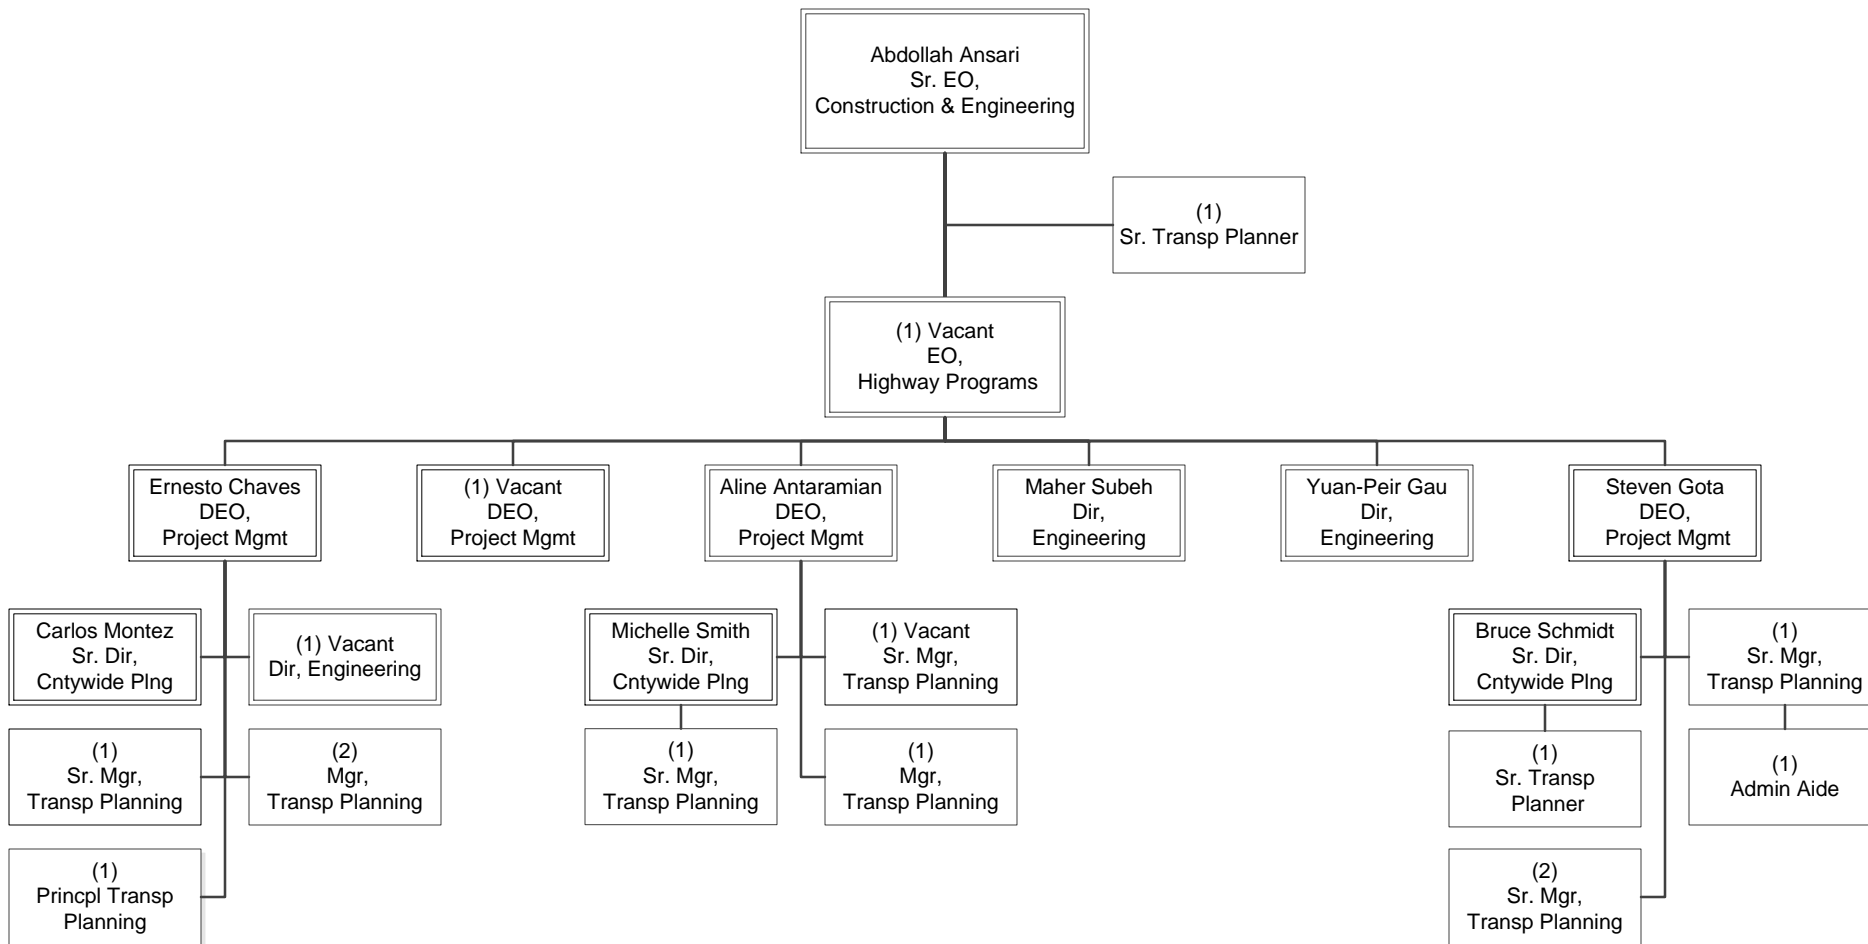 Abdollah Ansari
Sr. EO,
Construction & Engineering
(1)
Sr. Transp Planner
(1) Vacant
EO,
Highway Programs
Ernesto Chaves
DEO,
Project Mgmt
(1) Vacant
DEO,
Project Mgmt
Aline Antaramian
DEO,
Project Mgmt
Maher Subeh
Dir,
Engineering
Yuan-Peir Gau
Dir,
Engineering
Steven Gota
DEO,
Project Mgmt
Carlos Montez
Sr. Dir,
Cntywide Plng
(1) Vacant
Dir, Engineering
Michelle Smith
Sr. Dir,
Cntywide Plng
(1) Vacant
Sr. Mgr,
Transp Planning
Bruce Schmidt
Sr. Dir,
Cntywide Plng
(1)
Sr. Mgr,
Transp Planning
(1)
Sr. Mgr,
Transp Planning
(2)
Mgr,
Transp Planning
(1)
Sr. Mgr,
Transp Planning
(1)
Mgr,
Transp Planning
(1)
Sr. Transp
Planner
(1)
Admin Aide
(1)
Princpl Transp
Planning
(2)
Sr. Mgr,
Transp Planning